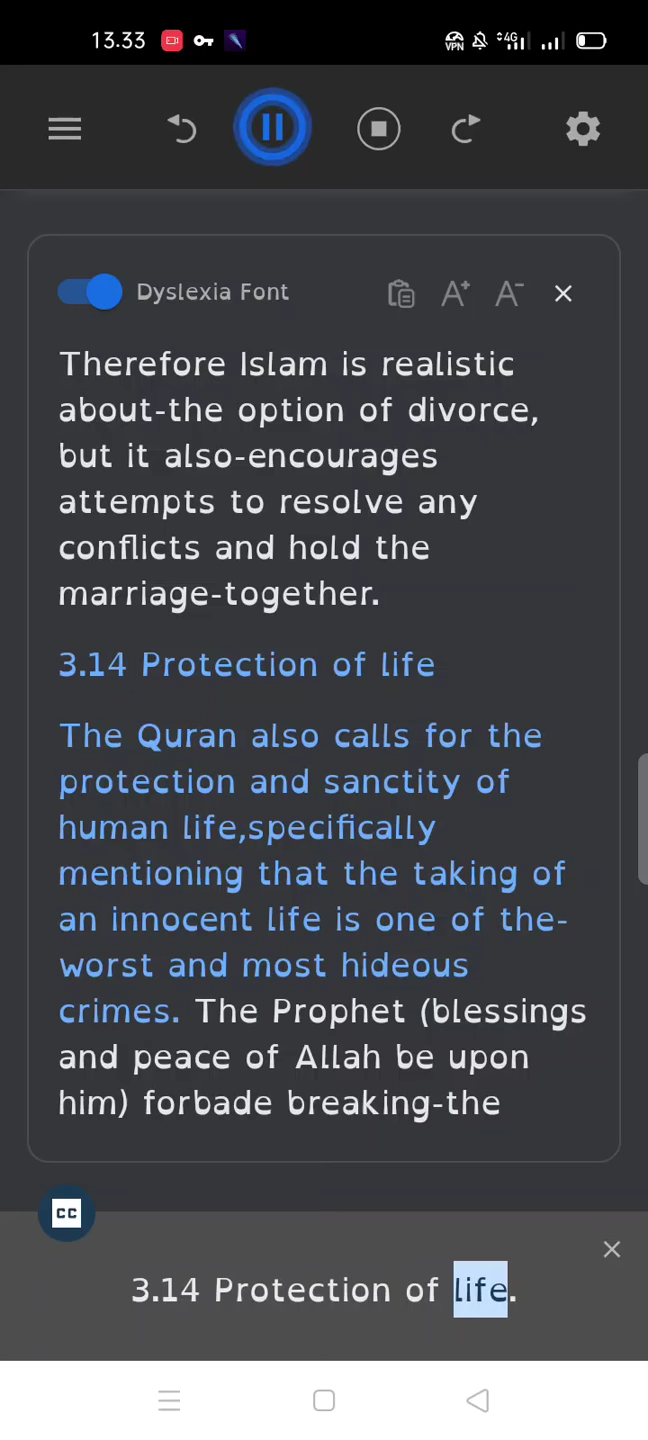 13.33
VPN
4G
Dyslexia Font
A+
A-
Therefore Islam is realistic
about-the option of divorce,
but it also-encourages
attempts to resolve any
conflicts and hold the
marriage-together.
3.14 Protection of life
The Quran also calls for the
protection and sanctity of
human life,specifically
mentioning that the taking of
an innocent life is one of the-
worst and most hideous
crimes. The Prophet (blessings
and peace of Allah be upon
him) forbade breaking-the
CC
3.14 Protection of life.